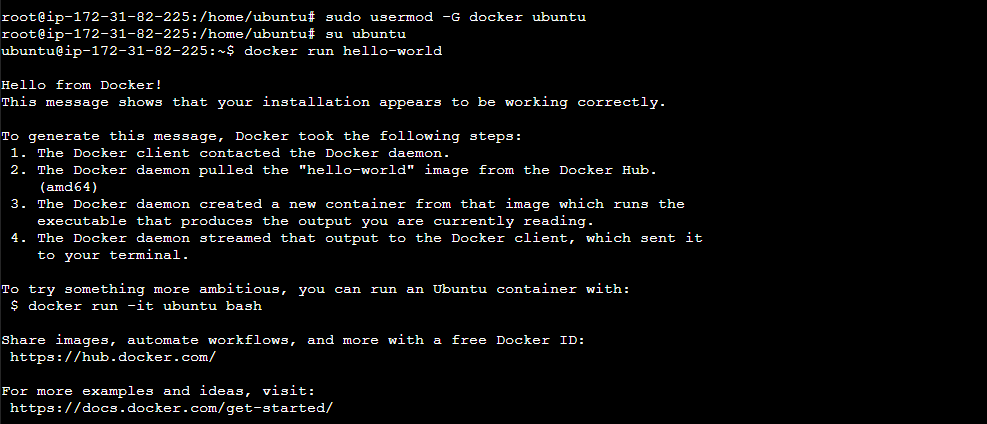 root@ip-172-31-82-225:/home/ubuntu# sudo usermod -G docker ubuntu
root@ip-172-31-82-225:/home/ubuntu# su ubuntu
ubuntu@ip-172-31-82-225:~$ docker run hello-world

Hello from Docker!
This message shows that your installation appears to be working correctly.

To generate this message, Docker took the following steps:
 1. The Docker client contacted the Docker daemon.
 2. The Docker daemon pulled the "hello-world" image from the Docker Hub.
    (amd64)
 3. The Docker daemon created a new container from that image which runs the
    executable that produces the output you are currently reading.
 4. The Docker daemon streamed that output to the Docker client, which sent it
    to your terminal.

To try something more ambitious, you can run an Ubuntu container with:
 $ docker run -it ubuntu bash

Share images, automate workflows, and more with a free Docker ID:
 https://hub.docker.com/

For more examples and ideas, visit:
 https://docs.docker.com/get-started/